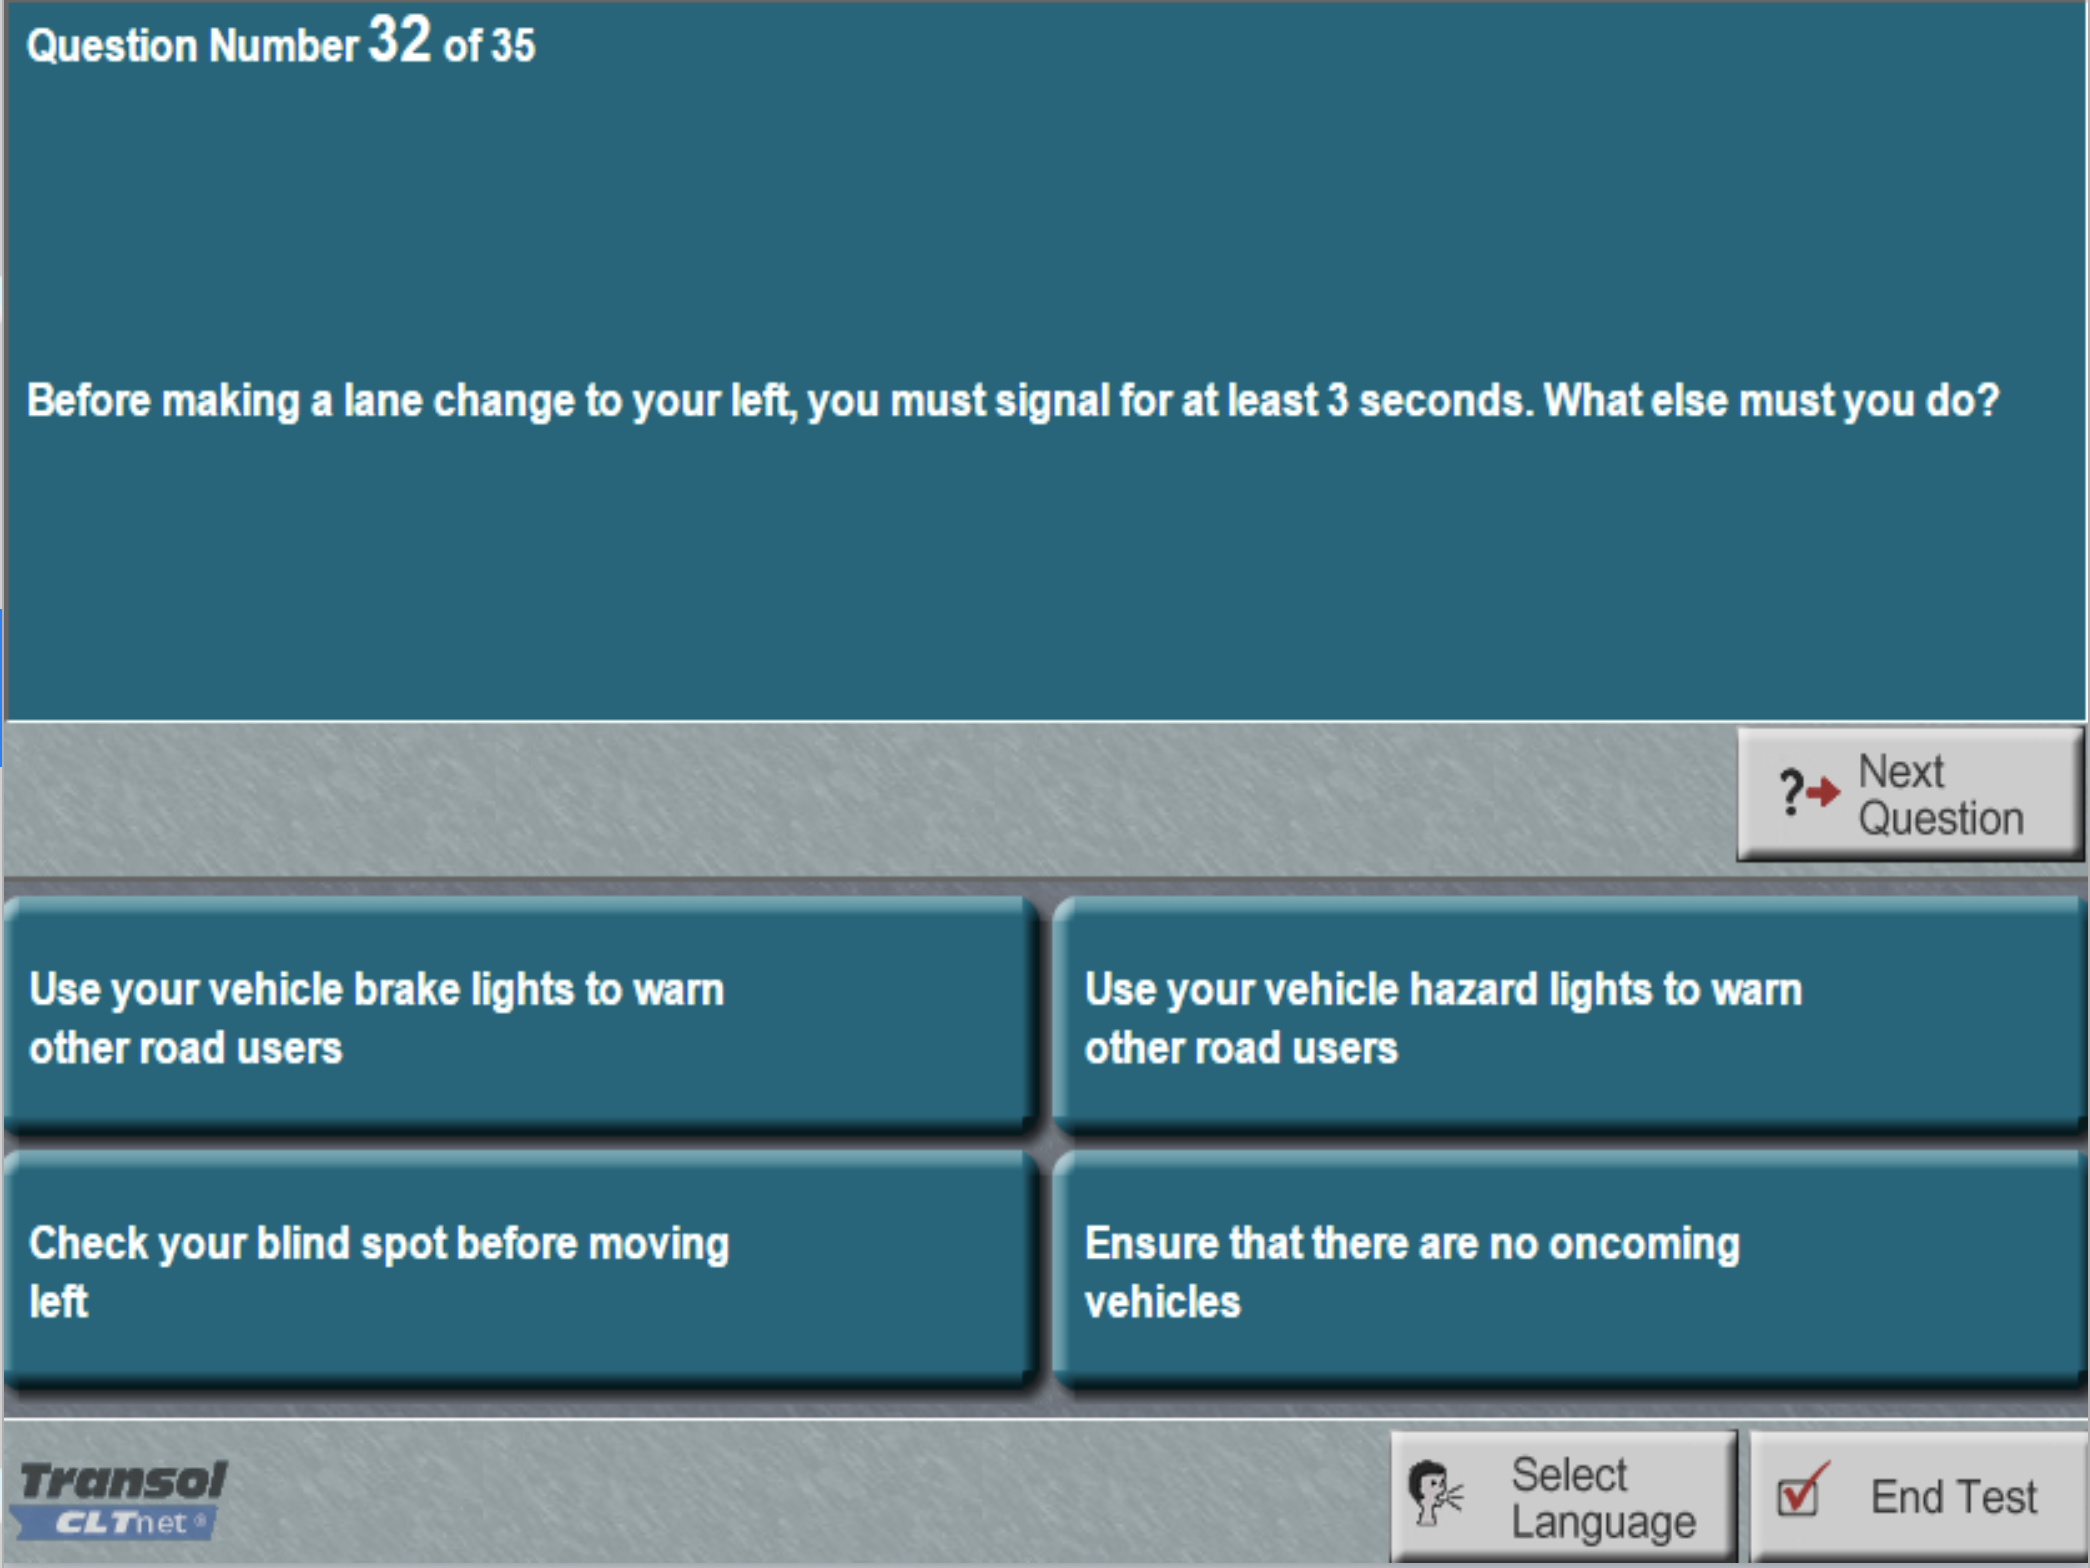 Question Number 32 of 35
Before making a lane change to your left, you must signal for at least 3 seconds. What else must you do?
? Next
Question
Use your vehicle brake lights to warn
other road users
Use your vehicle hazard lights to warn
other road users
Check your blind spot before moving
left
Ensure that there are no oncoming
vehicles
Transol
CLTnet ®
Select
Language
End Test